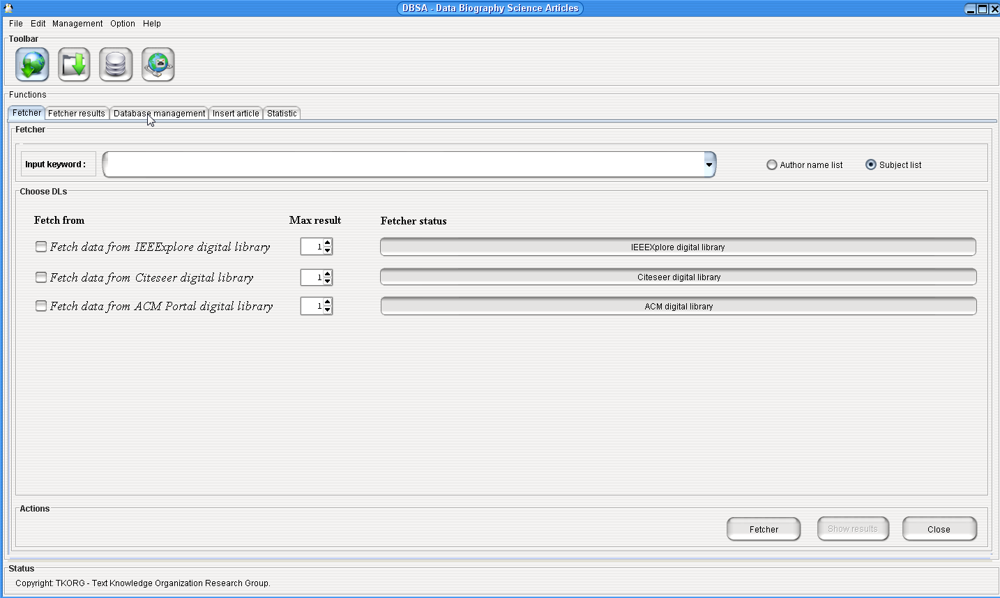 DBSA - Data Biography Science Articles
File Edit Management Option Help
Toolbar
Functions
Fetcher Fetcher results Database management Insert article Statistic
Fetcher
Input keyword : Author name list Subject list
Choose DLs
Fetch from Max result Fetcher status
Fetch data from IEEExplore digital library 1 IEEEXplore digital library
Fetch data from Citeseer digital library 1 Citeseer digital library
Fetch data from ACM Portal digital library 1 ACM digital library
Actions
Fetcher Show results Close
Status
Copyright: TKORG - Text Knowledge Organization Research Group.